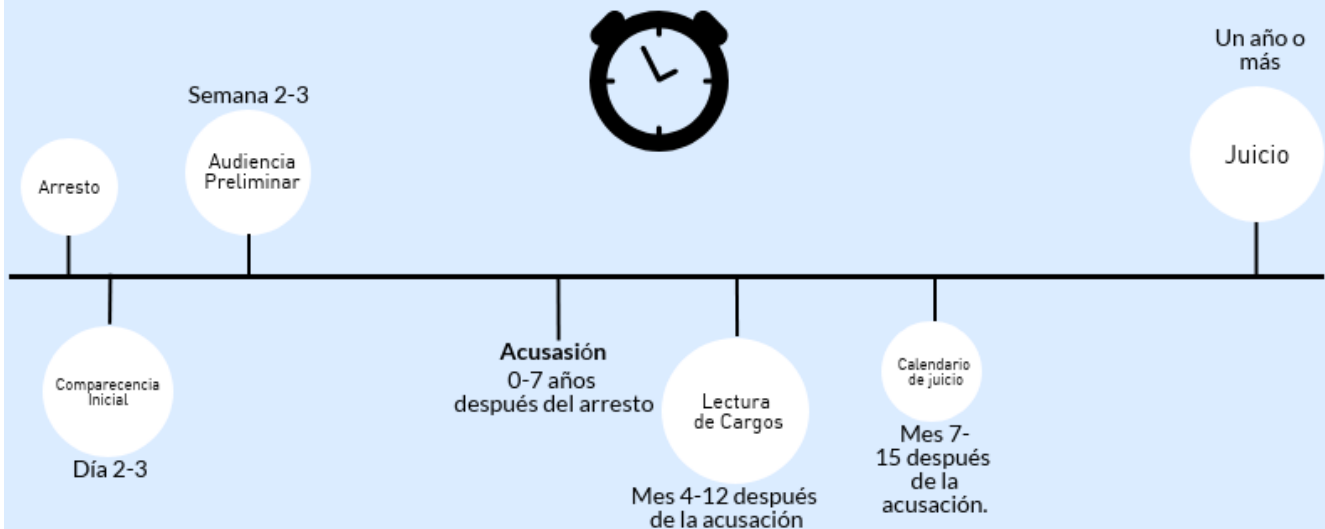 Arresto
Comparecencia
Inicial
Día 2-3
Semana 2-3
Audiencia
Preliminar
Acusasión
0-7 años
después del arresto
Lectura
de Cargos
Mes 4-12 después
de la acusación
Calendario
de juicio
Mes 7-
15 después
de la
acusación.
Un año o
más
Juicio